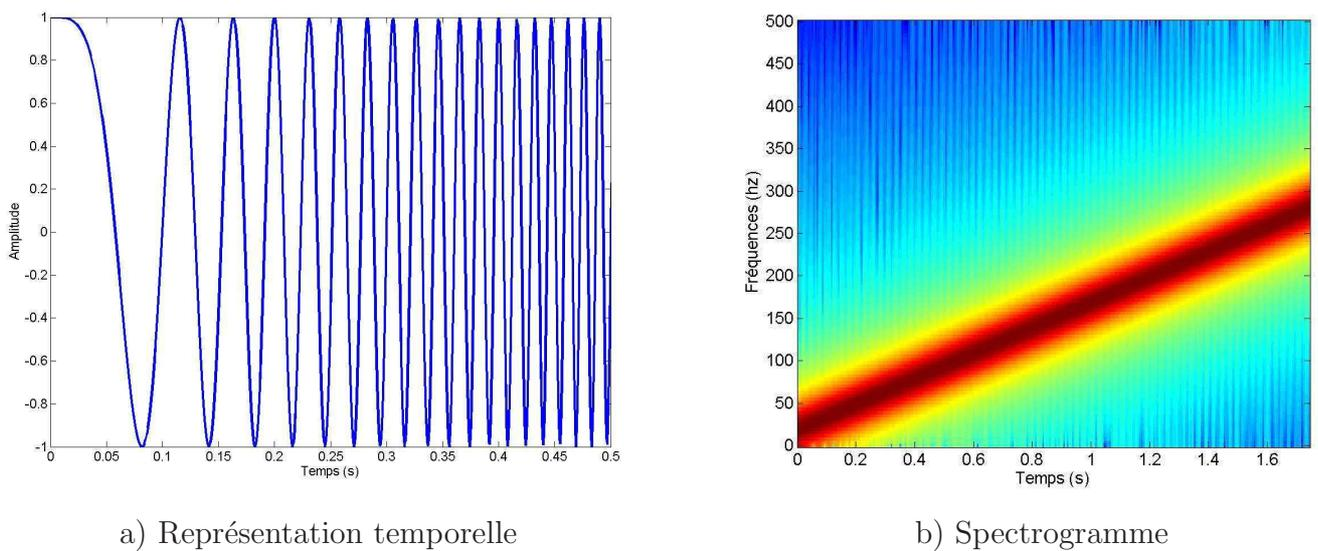 1
0.8
0.6
0.4
0.2
0
-0.2
-0.4
-0.6
-0.8
-1
Amplitude
0 0.05 0.1 0.15 0.2 0.25 0.3 0.35 0.4 0.45 0.5
Temps (s)
a) Représentation temporelle
500
450
400
350
300
250
200
150
100
50
0
Fréquences (hz)
0 0.2 0.4 0.6 0.8 1 1.2 1.4 1.6
Temps (s)
b) Spectrogramme